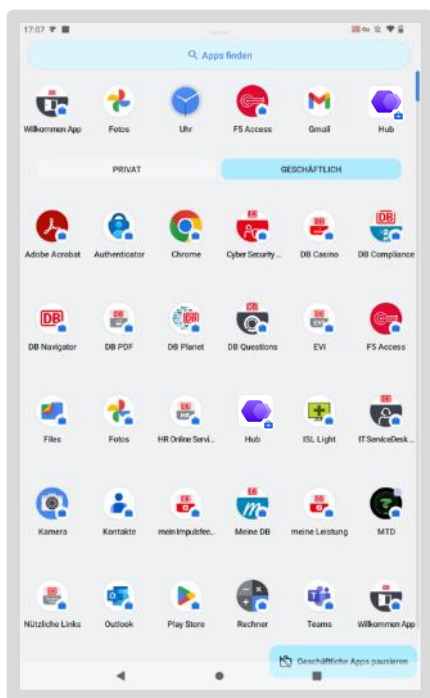 17:07
Apps finden
Willkommen App Fotos Uhr F5 Access Gmail Hub
PRIVAT GESCHÄFTLICH
Adobe Acrobat Authenticator Chrome Cyber Security ... DB Casino DB Compliance
DB
DB Navigator DB PDF DB Planet DB Questions EVI F5 Access
Files Fotos HR Online Servi... Hub ISL Light IT ServiceDesk...
Kamera Kontakte mein Impulsfee... Meine DB meine Leistung MTD
Nützliche Links Outlook Play Store Rechner Teams Willkommen App
Geschäftliche Apps pausieren